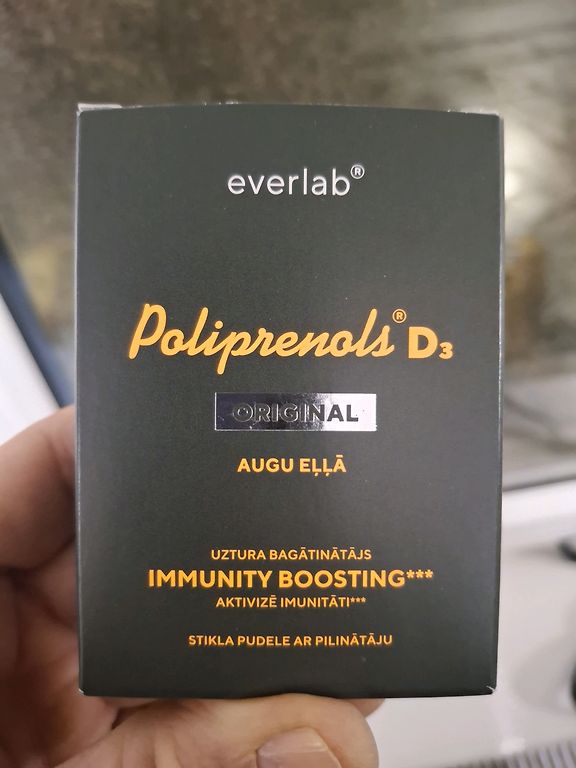 everlab®
Poliprenols® D₃
ORIGINAL
AUGU EĻĻĀ
UZTURA BAGĀTINĀTĀJS
IMMUNITY BOOSTING***
AKTIVIZĒ IMUNITĀTI***
STIKLA PUDELE AR PILINĀTĀJU